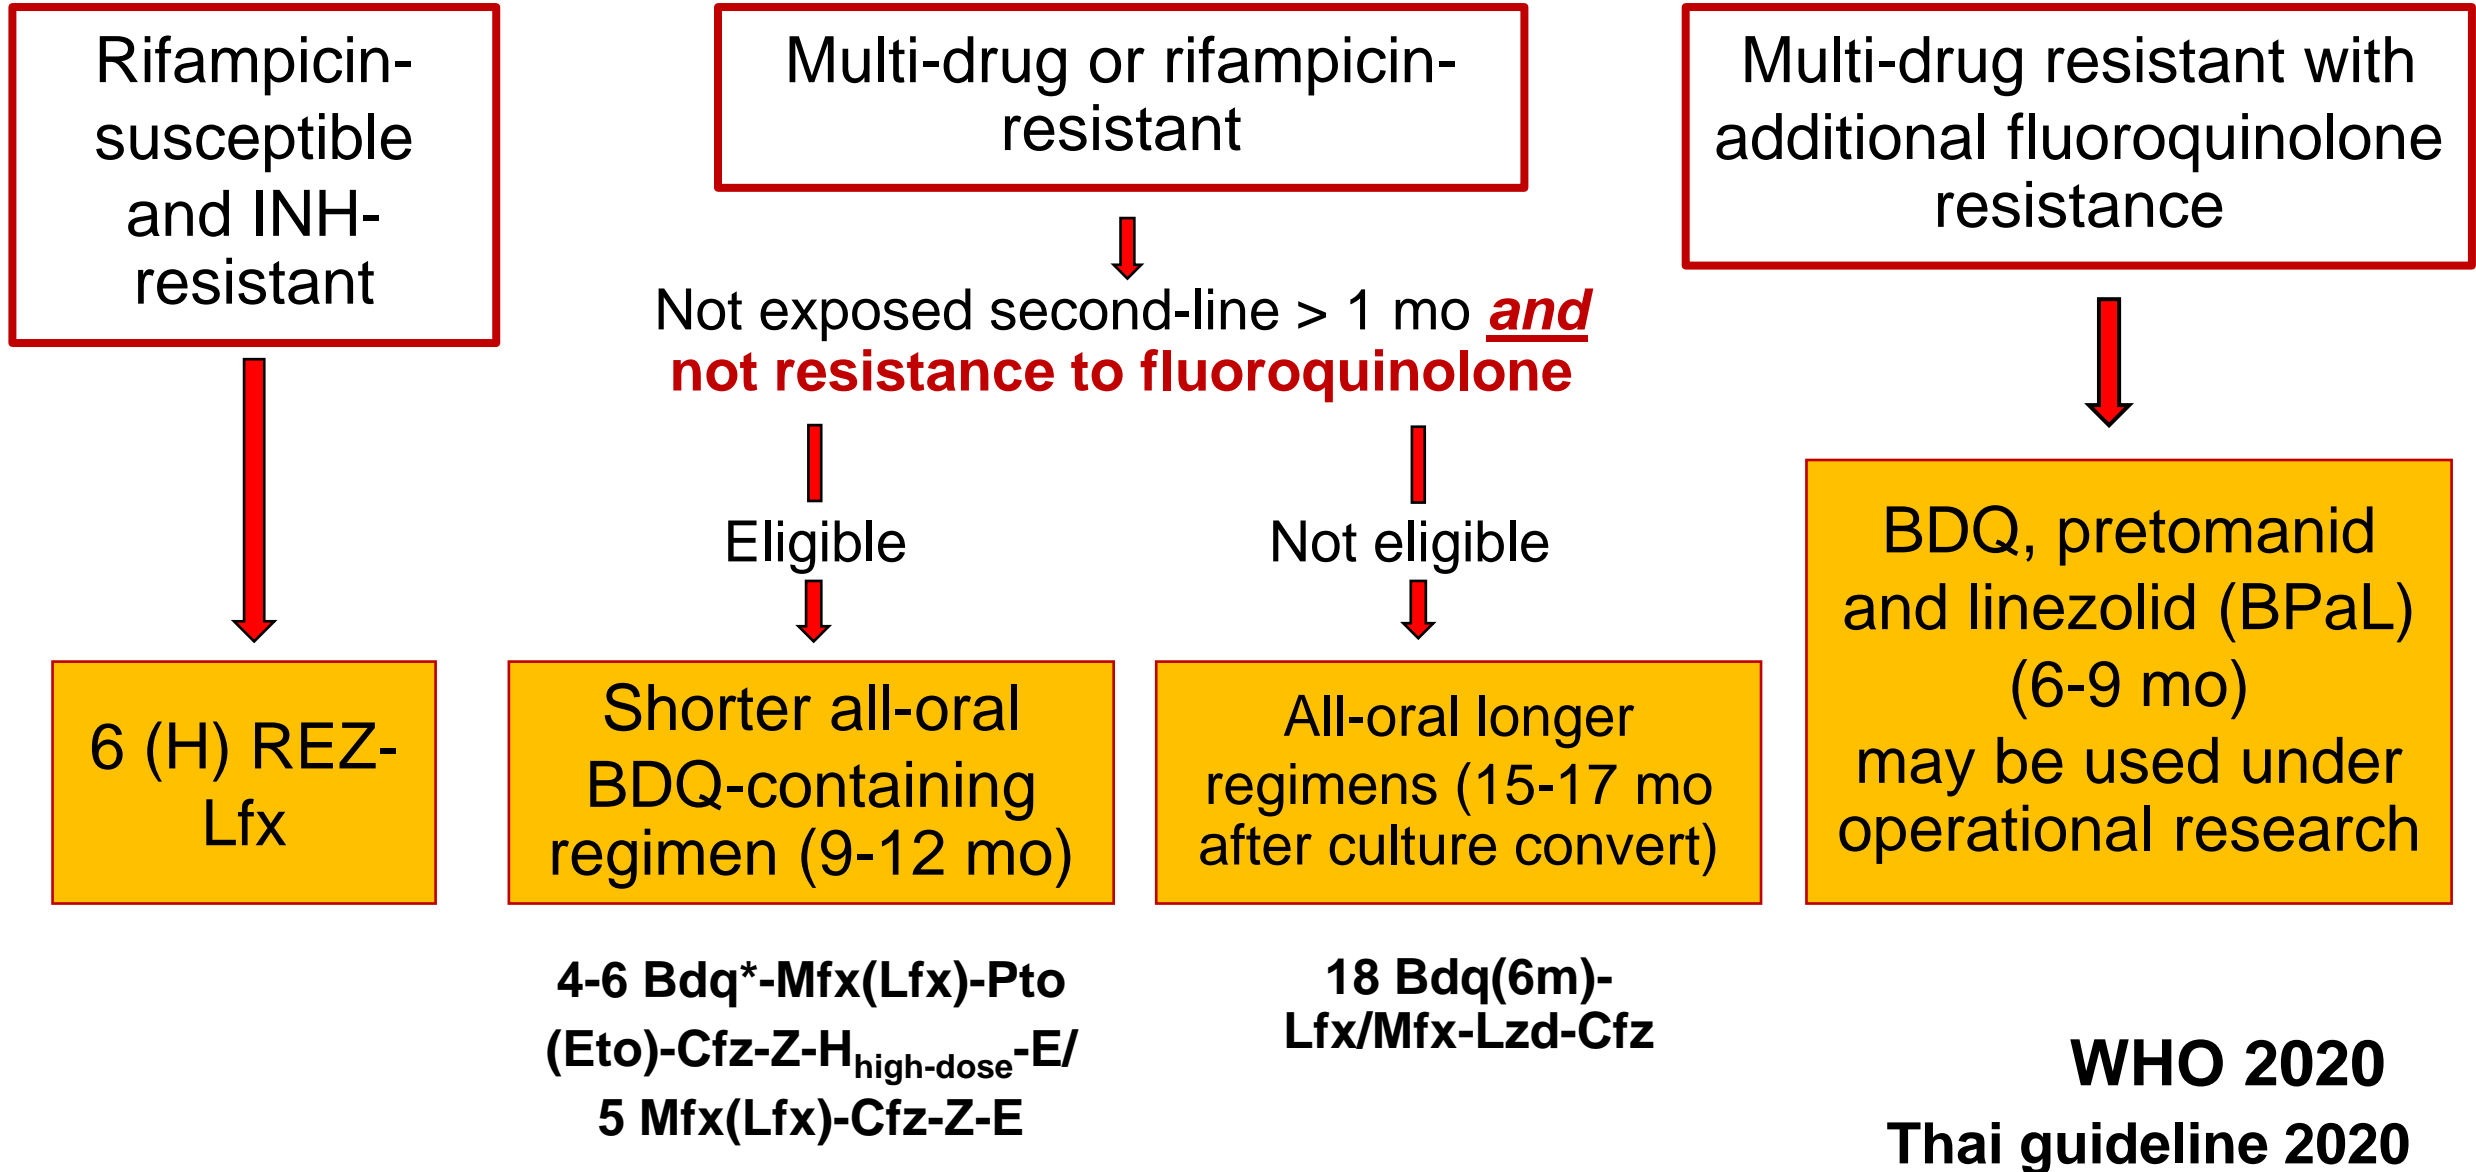 Rifampicin-
susceptible
and INH-
resistant
Multi-drug or rifampicin-
resistant
Multi-drug resistant with
additional fluoroquinolone
resistance
Not exposed second-line > 1 mo and
not resistance to fluoroquinolone
Eligible
Not eligible
6 (H) REZ-
Lfx
Shorter all-oral
BDQ-containing
regimen (9-12 mo)
All-oral longer
regimens (15-17 mo
after culture convert)
BDQ, pretomanid
and linezolid (BPaL)
(6-9 mo)
may be used under
operational research
4-6 Bdq*-Mfx(Lfx)-Pto
(Eto)-Cfz-Z-Hhigh-dose-E/
5 Mfx(Lfx)-Cfz-Z-E
18 Bdq(6m)-
Lfx/Mfx-Lzd-Cfz
WHO 2020
Thai guideline 2020